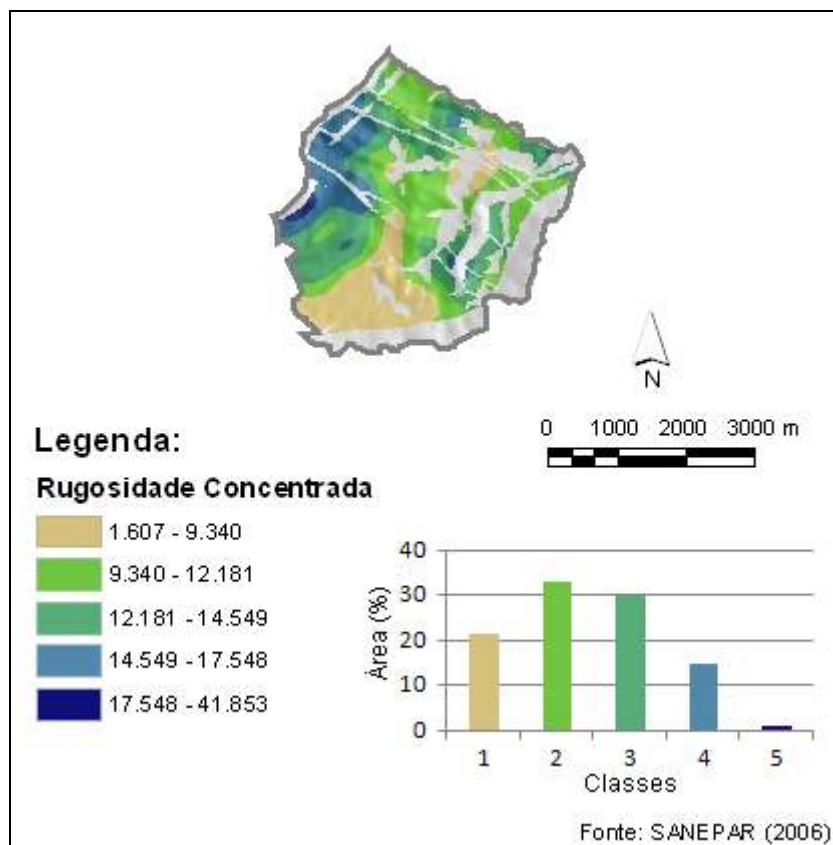 N
0 1000 2000 3000 m
Legenda:
Rugosidade Concentrada
1.607 - 9.340
9.340 - 12.181
12.181 - 14.549
14.549 - 17.548
17.548 - 41.853
Área (%)
40
30
20
10
0
1 2 3 4 5
Classes
Fonte: SANEPAR (2006)